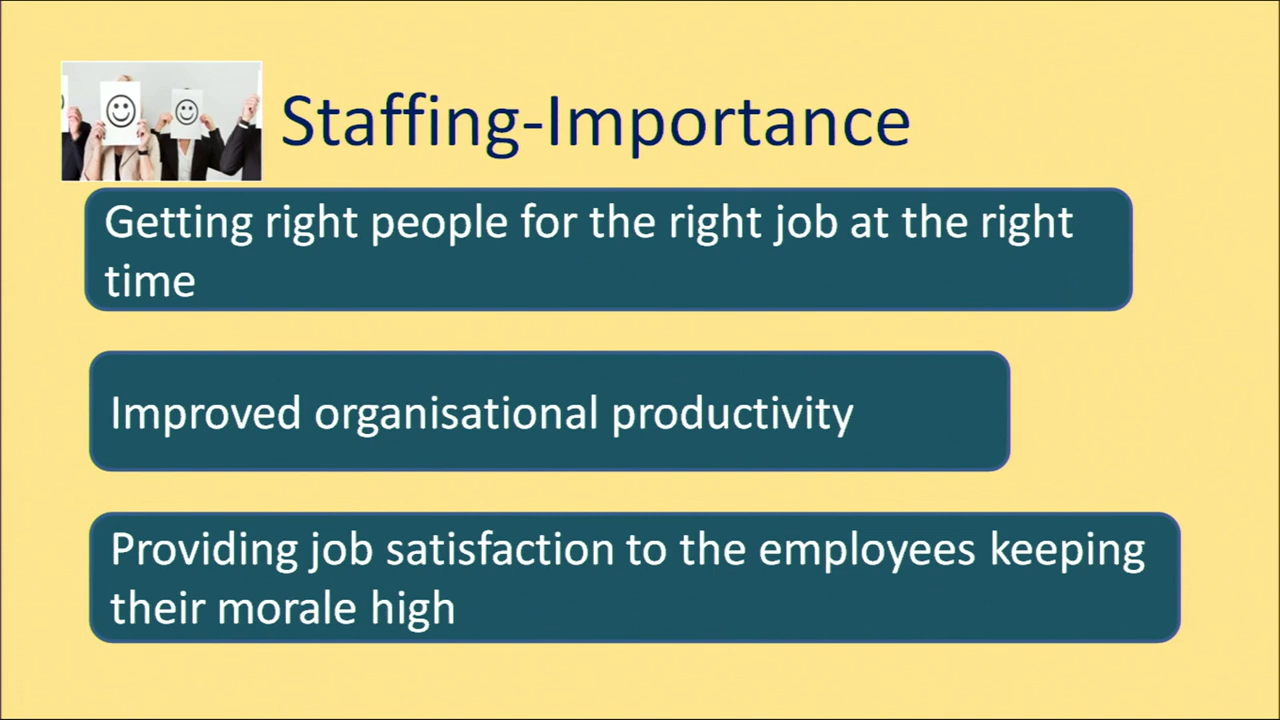 Staffing-Importance
Getting right people for the right job at the right
time
Improved organisational productivity
Providing job satisfaction to the employees keeping
their morale high